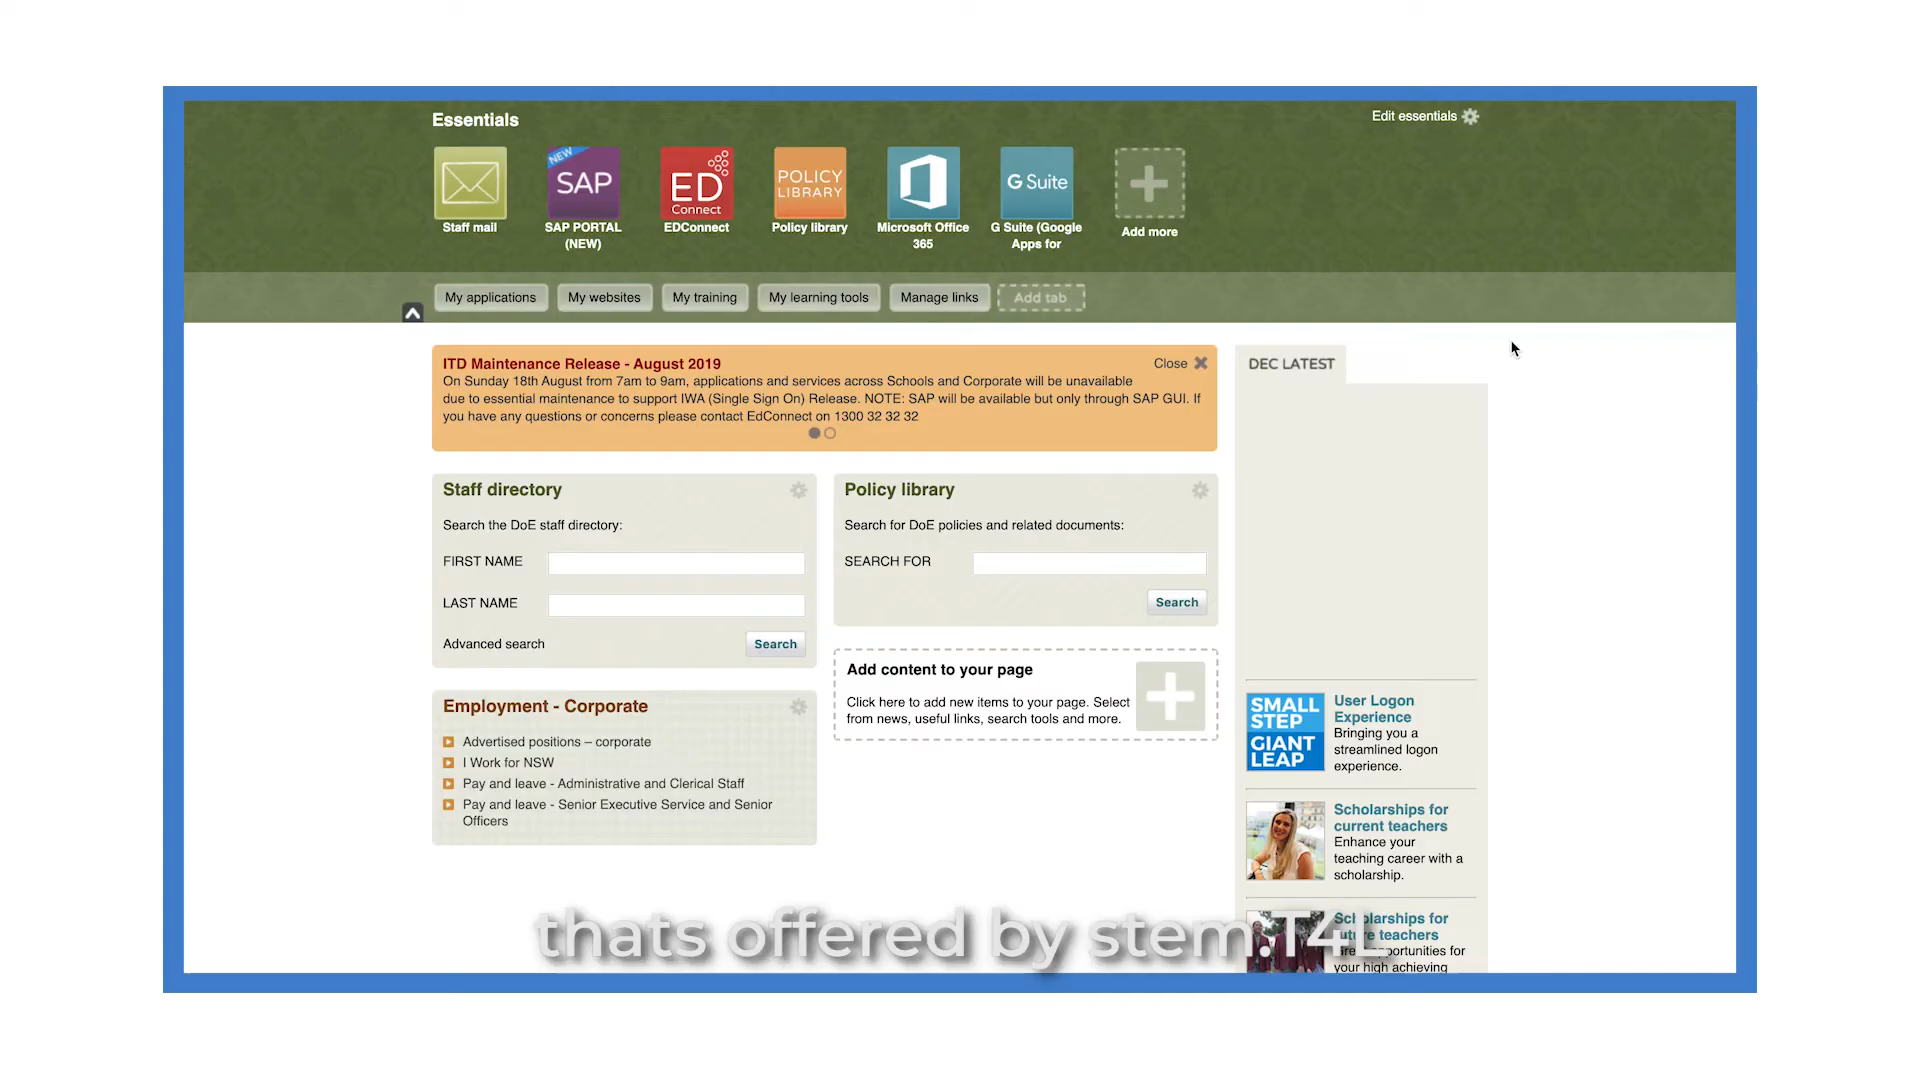 Essentials
Edit essentials
NEW
SAP
ED
Connect
POLICY
LIBRARY
G Suite
Staff mail
SAP PORTAL
(NEW)
EDConnect
Policy library
Microsoft Office
365
G Suite (Google
Apps for
Add more
My applications
My websites
My training
My learning tools
Manage links
Add tab
ITD Maintenance Release - August 2019
Close
On Sunday 18th August from 7am to 9am, applications and services across Schools and Corporate will be unavailable
due to essential maintenance to support IWA (Single Sign On) Release. NOTE: SAP will be available but only through SAP GUI. If
you have any questions or concerns please contact EdConnect on 1300 32 32 32
DEC LATEST
Staff directory
Search the DoE staff directory:
FIRST NAME
LAST NAME
Advanced search
Search
Policy library
Search for DoE policies and related documents:
SEARCH FOR
Search
Add content to your page
Click here to add new items to your page. Select
from news, useful links, search tools and more.
Employment - Corporate
Advertised positions – corporate
I Work for NSW
Pay and leave - Administrative and Clerical Staff
Pay and leave - Senior Executive Service and Senior
Officers
SMALL
STEP
GIANT
LEAP
User Logon
Experience
Bringing you a
streamlined logon
experience.
Scholarships for
current teachers
Enhance your
teaching career with a
scholarship.
Scholarships for
teachers
opportunities for
your high achieving
thats offered by stem.T4L